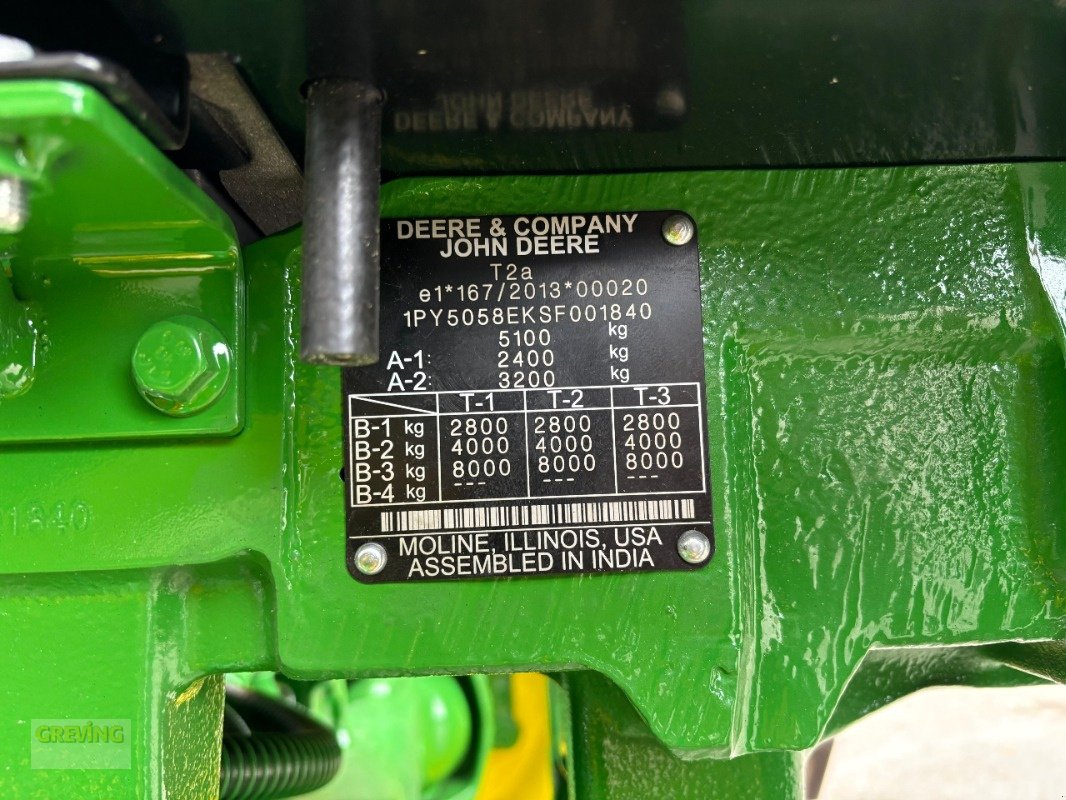 DEERE & COMPANY
JOHN DEERE
T2a
e1*167/2013*00020
1PY5058EKSF001840
5100 kg
A-1: 2400 kg
A-2: 3200 kg
T-1 T-2 T-3
B-1 kg 2800 2800 2800
B-2 kg 4000 4000 4000
B-3 kg 8000 8000 8000
B-4 kg --- --- ---
MOLINE, ILLINOIS, USA
ASSEMBLED IN INDIA
1840
GREVING